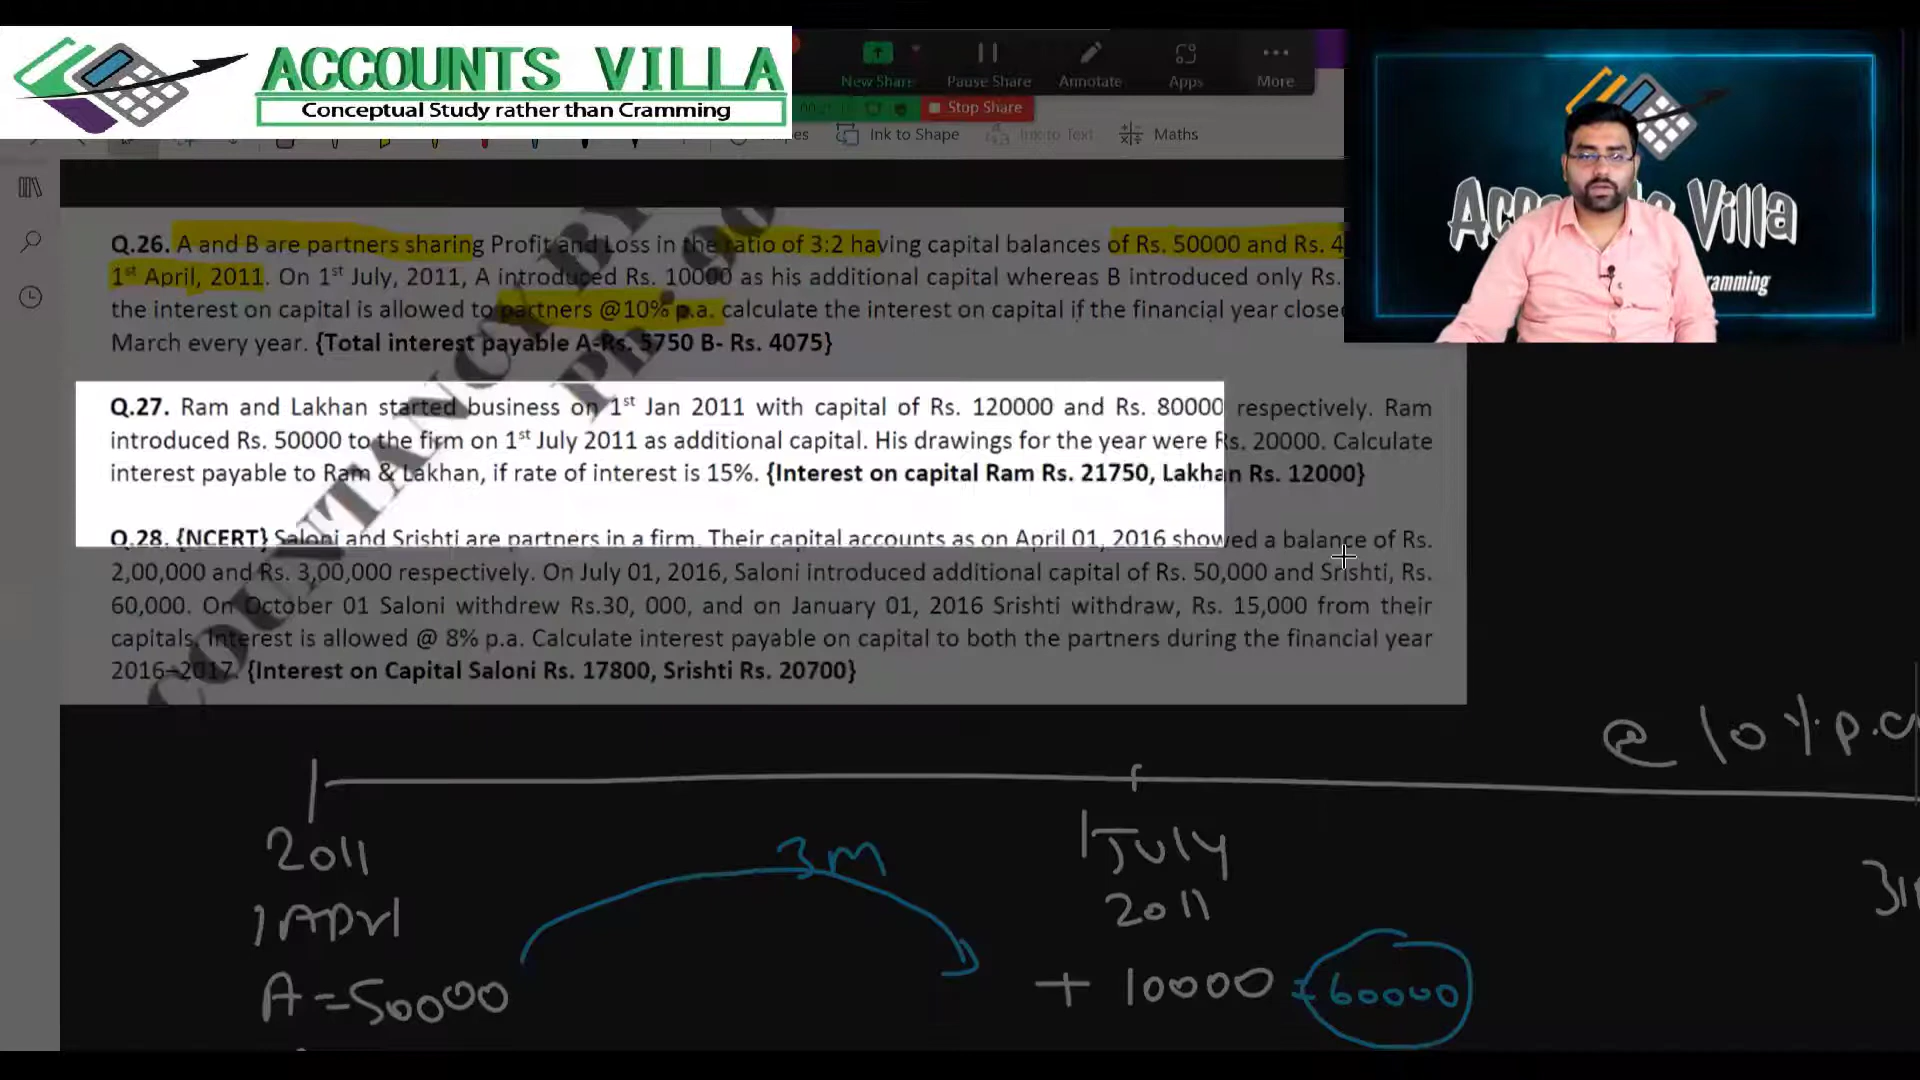 ACCOUNTS VILLA
Conceptual Study rather than Cramming
New Share
Pause Share
Annotate
Apps
More
Stop Share
Ink to Shape
Ink to Text
Maths
Accounts Villa
ramming
Q.26. A and B are partners sharing Profit and Loss in the ratio of 3:2 having capital balances of Rs. 50000 and Rs. 4
1st April, 2011. On 1st July, 2011, A introduced Rs. 10000 as his additional capital whereas B introduced only Rs.
the interest on capital is allowed to partners @10% p.a. calculate the interest on capital if the financial year close
March every year. {Total interest payable A-Rs. 5750 B- Rs. 4075}
Q.27. Ram and Lakhan started business on 1st Jan 2011 with capital of Rs. 120000 and Rs. 80000 respectively. Ram
introduced Rs. 50000 to the firm on 1st July 2011 as additional capital. His drawings for the year were Rs. 20000. Calculate
interest payable to Ram & Lakhan, if rate of interest is 15%. {Interest on capital Ram Rs. 21750, Lakhan Rs. 12000}
Q.28. {NCERT} Saloni and Srishti are partners in a firm. Their capital accounts as on April 01, 2016 showed a balance of Rs.
2,00,000 and Rs. 3,00,000 respectively. On July 01, 2016, Saloni introduced additional capital of Rs. 50,000 and Srishti, Rs.
60,000. On October 01 Saloni withdrew Rs.30, 000, and on January 01, 2016 Srishti withdraw, Rs. 15,000 from their
capitals. Interest is allowed @ 8% p.a. Calculate interest payable on capital to both the partners during the financial year
2016–2017. {Interest on Capital Saloni Rs. 17800, Srishti Rs. 20700}
COUNTANCY BY
PH. 90
@ 10 % p.a
2011
3m
1 July
1 April
2011
31
A = 50000
+ 10000 = 60000